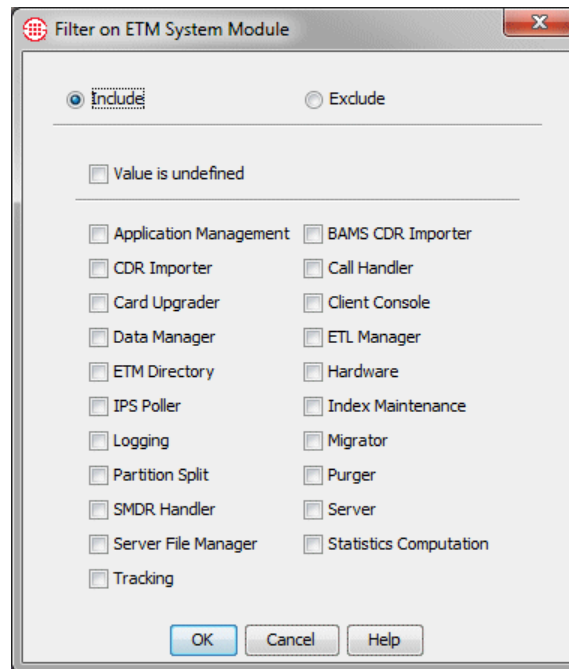 Filter on ETM System Module
Include Exclude
Value is undefined
Application Management BAMS CDR Importer
CDR Importer Call Handler
Card Upgrader Client Console
Data Manager ETL Manager
ETM Directory Hardware
IPS Poller Index Maintenance
Logging Migrator
Partition Split Purger
SMDR Handler Server
Server File Manager Statistics Computation
Tracking
OK Cancel Help